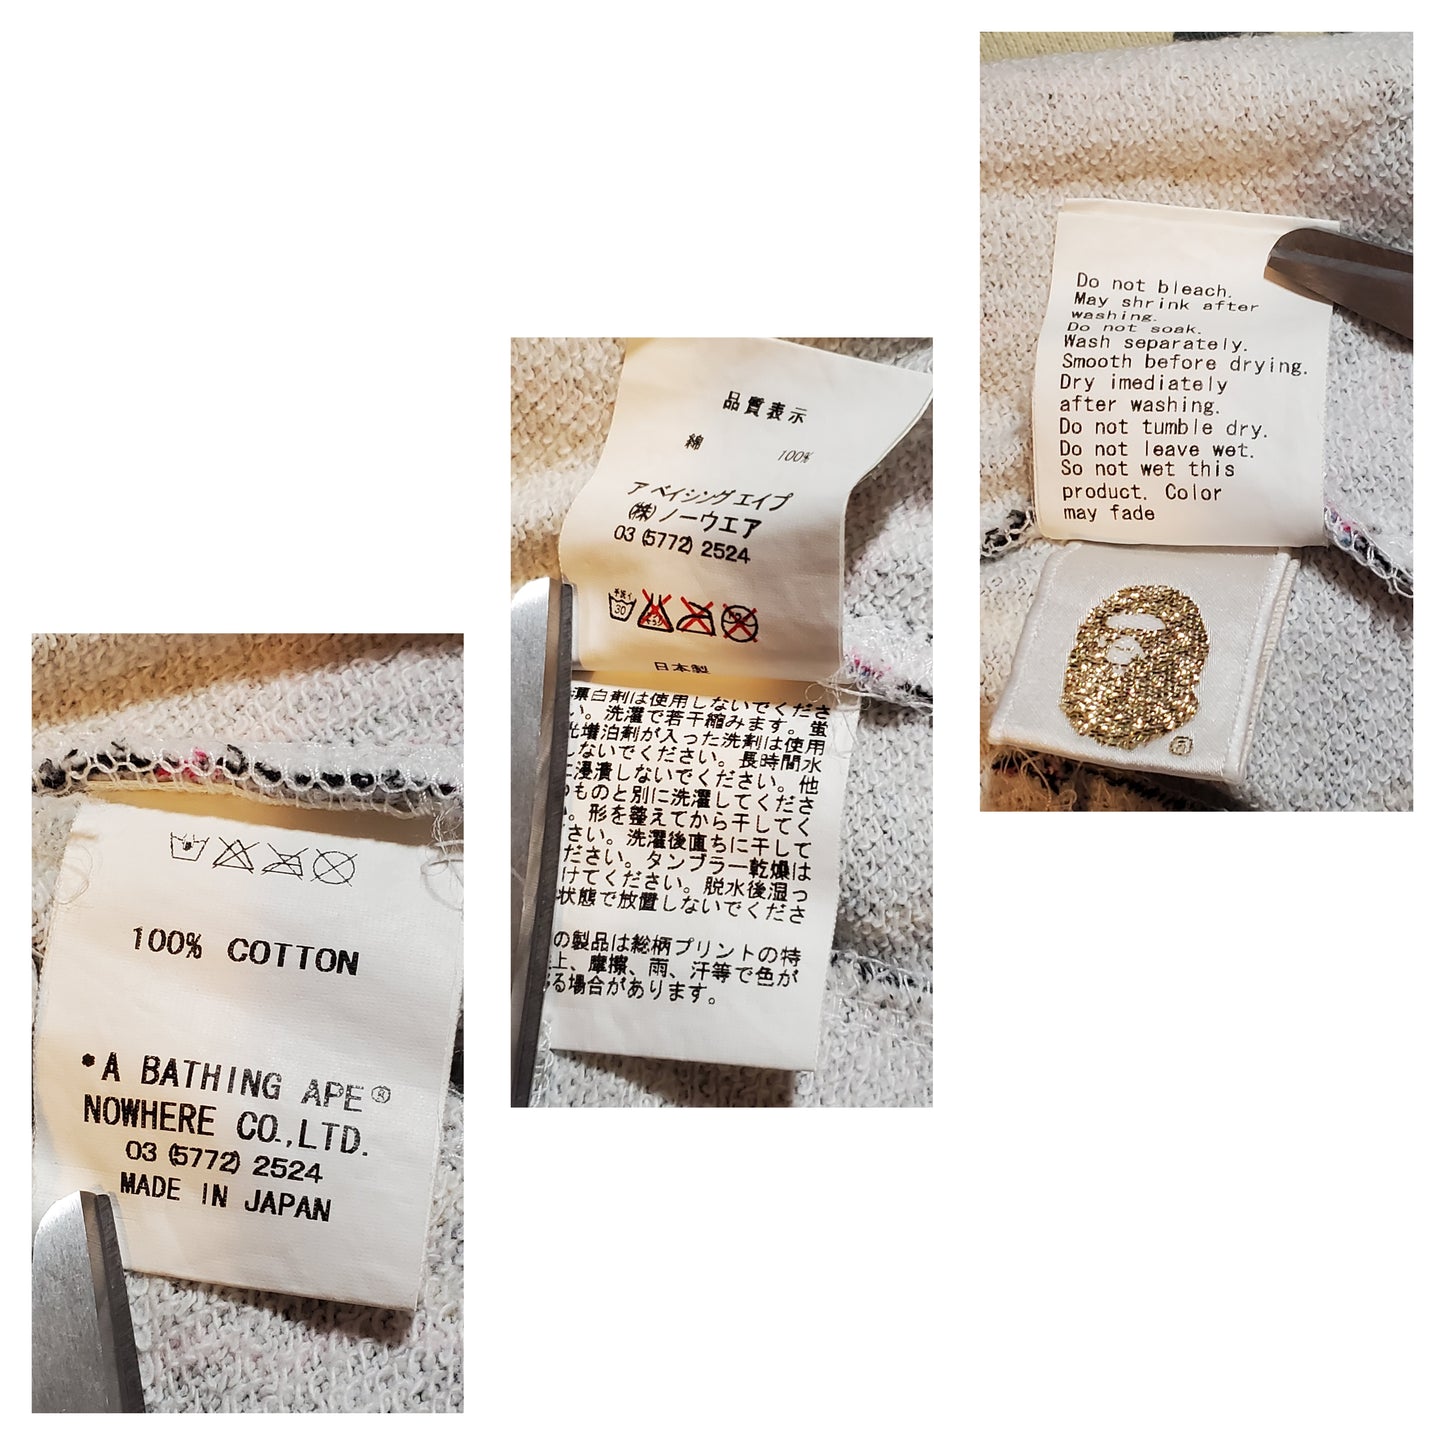 100% COTTON
*A BATHING APE®
NOWHERE CO.,LTD.
03 (5772) 2524
MADE IN JAPAN
品質表示
綿 100%
ア ベイシング エイプ
(株)ノーウエア
03 (5772) 2524
手洗イ
30
日本製
漂白剤は使用しないでくださ
い。洗濯で若干縮みます。蛍
光増泊剤が入った洗剤は使用
しないでください。長時間水
に浸漬しないでください。他
のものと別に洗濯してくださ
。形を整えてから干してく
ださい。洗濯後直ちに干して
ください。タンブラー乾燥は
けてください。脱水後湿っ
状態で放置しないでくださ
の製品は総柄プリントの特
上、摩擦、雨、汗等で色が
る場合があります。
Do not bleach.
May shrink after
washing.
Do not soak.
Wash separately.
Smooth before drying.
Dry imediately
after washing.
Do not tumble dry.
Do not leave wet.
So not wet this
product. Color
may fade
®